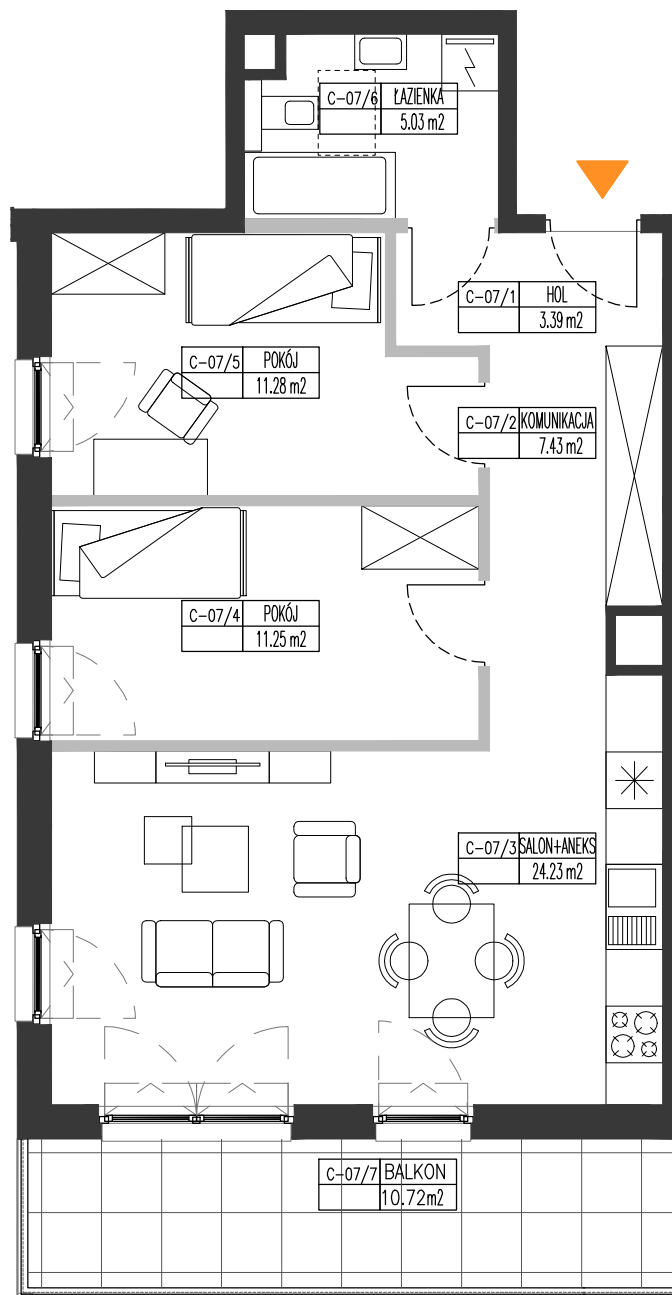 C-07/6 ŁAZIENKA
5.03 m2
C-07/1 HOL
3.39 m2
C-07/5 POKÓJ
11.28 m2
C-07/2 KOMUNIKACJA
7.43 m2
C-07/4 POKÓJ
11.25 m2
C-07/3 SALON+ANEKS
24.23 m2
C-07/7 BALKON
10.72m2